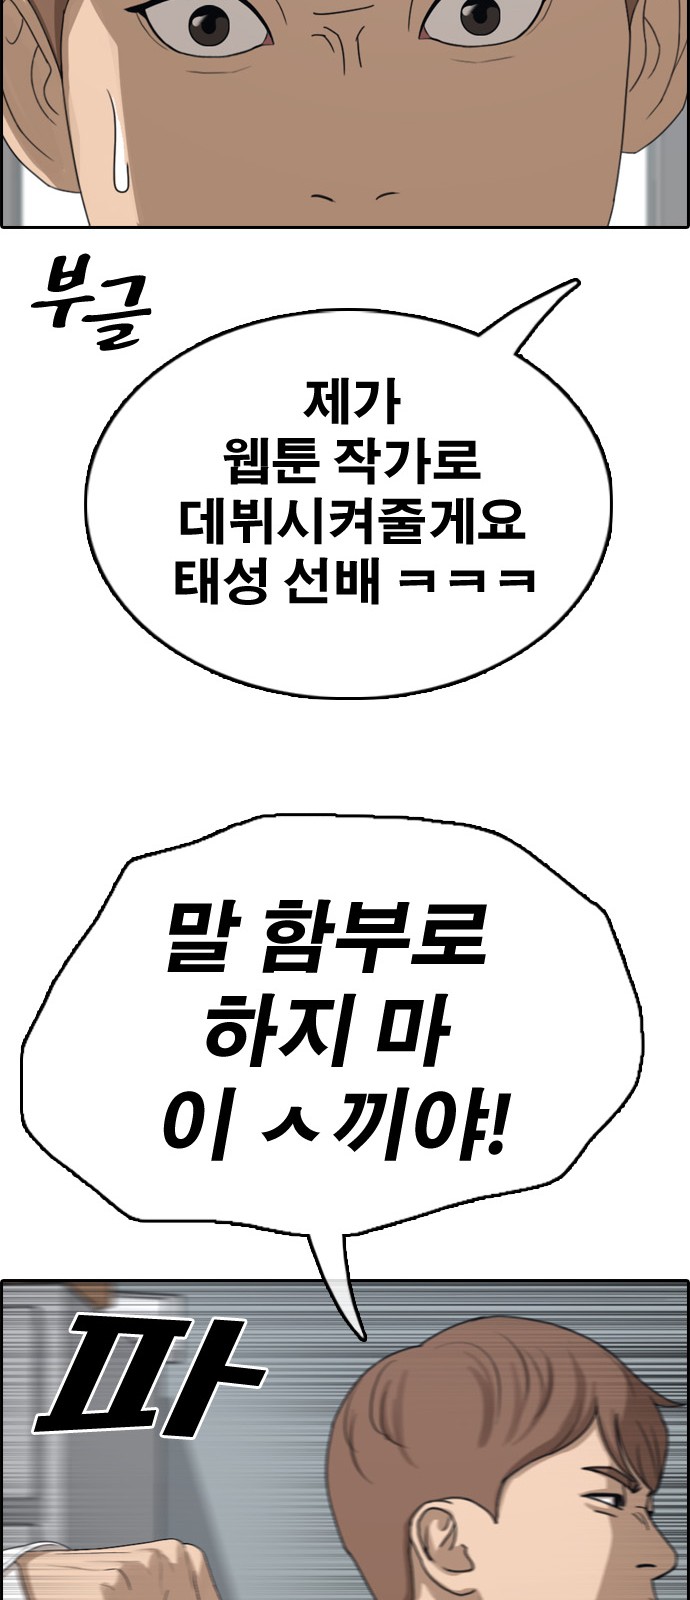 부글
제가
웹툰 작가로
데뷔시켜줄게요
태성 선배 ㅋㅋㅋ
말 함부로
하지 마
이 ㅅ끼야!
파